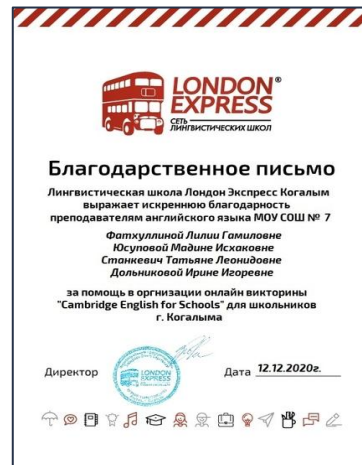 LONDON®
EXPRESS
СЕТЬ
ЛИНГВИСТИЧЕСКИХ ШКОЛ
Благодарственное письмо
Лингвистическая школа Лондон Экспресс Когалым
выражает искреннюю благодарность
преподавателям английского языка МОУ СОШ № 7
Фатхуллиной Лилии Гамиловне
Юсуповой Мадине Исхаковне
Станкевич Татьяне Леонидовне
Дольниковой Ирине Игоревне
за помощь в оргнизации онлайн викторины
"Cambridge English for Schools" для школьников
г. Когалыма
Директор
LONDON
EXPRESS
Дата 12.12.2020г.